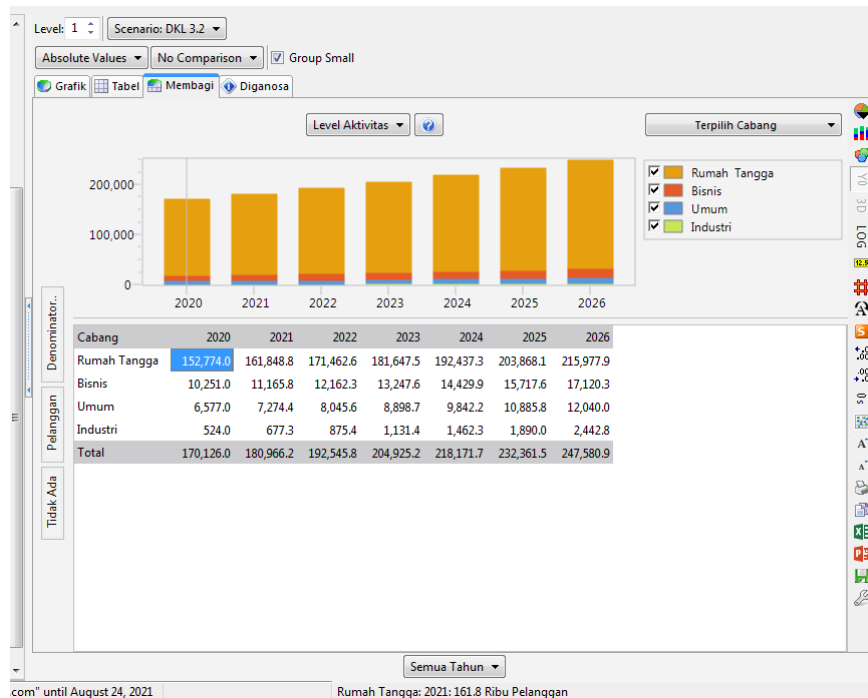 Level: 1 Scenario: DKL 3.2
Absolute Values No Comparison Group Small
Grafik Tabel Membagi Diganosa
Level Aktivitas ? Terpilih Cabang
200,000
100,000
0
2020 2021 2022 2023 2024 2025 2026
Rumah Tangga
Bisnis
Umum
Industri
Denominator..
Pelanggan
Tidak Ada
Cabang 2020 2021 2022 2023 2024 2025 2026
Rumah Tangga 152,774.0 161,848.8 171,462.6 181,647.5 192,437.3 203,868.1 215,977.9
Bisnis 10,251.0 11,165.8 12,162.3 13,247.6 14,429.9 15,717.6 17,120.3
Umum 6,577.0 7,274.4 8,045.6 8,898.7 9,842.2 10,885.8 12,040.0
Industri 524.0 677.3 875.4 1,131.4 1,462.3 1,890.0 2,442.8
Total 170,126.0 180,966.2 192,545.8 204,925.2 218,171.7 232,361.5 247,580.9
Y0
3D
LOG
12.5
Semua Tahun
com" until August 24, 2021 Rumah Tangga: 2021: 161.8 Ribu Pelanggan